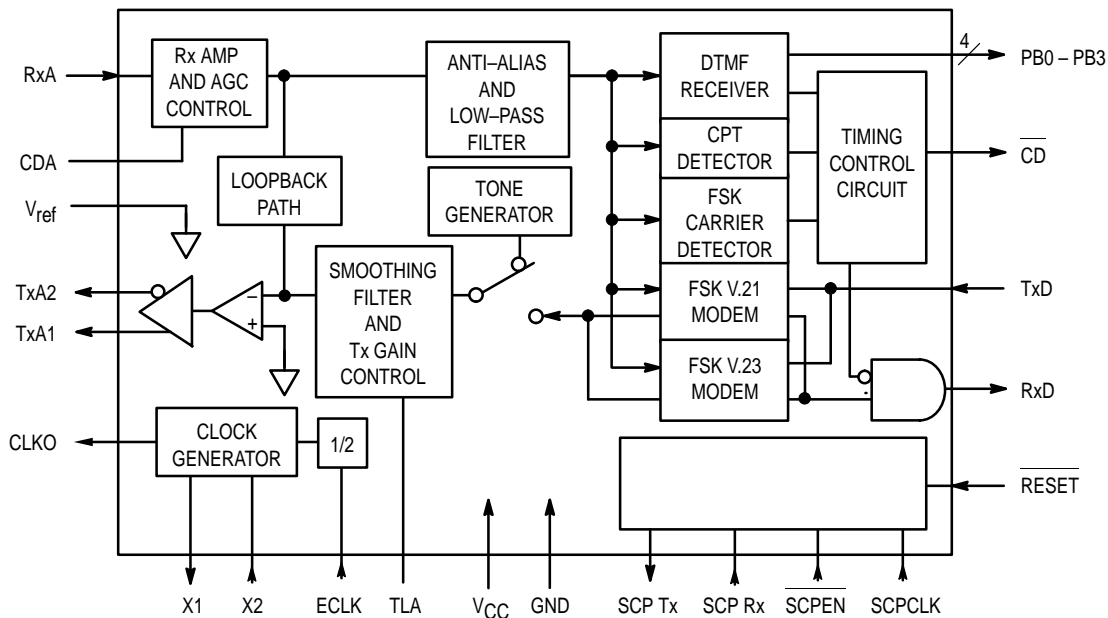 RxA
CDA
Vref
TxA2
TxA1
CLKO
Rx AMP
AND AGC
CONTROL
LOOPBACK
PATH
ANTI–ALIAS
AND
LOW–PASS
FILTER
TONE
GENERATOR
SMOOTHING
FILTER
AND
Tx GAIN
CONTROL
–
+
CLOCK
GENERATOR
1/2
DTMF
RECEIVER
CPT
DETECTOR
FSK
CARRIER
DETECTOR
FSK V.21
MODEM
FSK V.23
MODEM
TIMING
CONTROL
CIRCUIT
4
PB0 – PB3
CD
TxD
RxD
RESET
X1
X2
ECLK
TLA
VCC
GND
SCP Tx
SCP Rx
SCPEN
SCPCLK